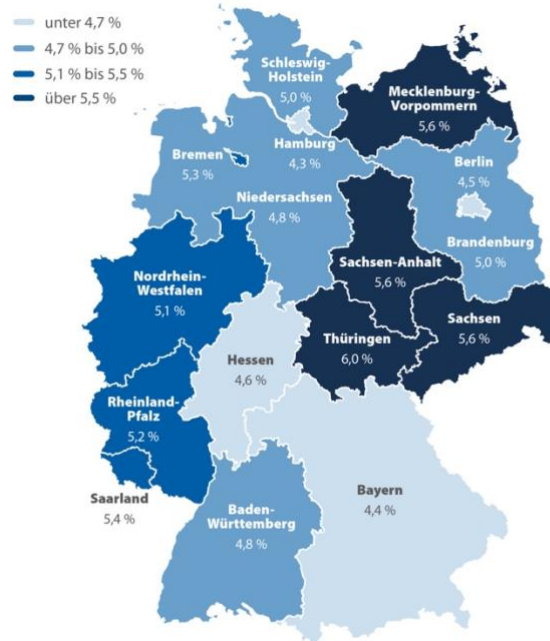 unter 4,7 %
4,7 % bis 5,0 %
5,1 % bis 5,5 %
über 5,5 %
Schleswig-
Holstein
5,0 %
Mecklenburg-
Vorpommern
5,6 %
Hamburg
4,3 %
Bremen
5,3 %
Berlin
4,5 %
Niedersachsen
4,8 %
Brandenburg
5,0 %
Sachsen-Anhalt
5,6 %
Nordrhein-
Westfalen
5,1 %
Sachsen
5,6 %
Thüringen
6,0 %
Hessen
4,6 %
Rheinland-
Pfalz
5,2 %
Saarland
5,4 %
Bayern
4,4 %
Baden-
Württemberg
4,8 %